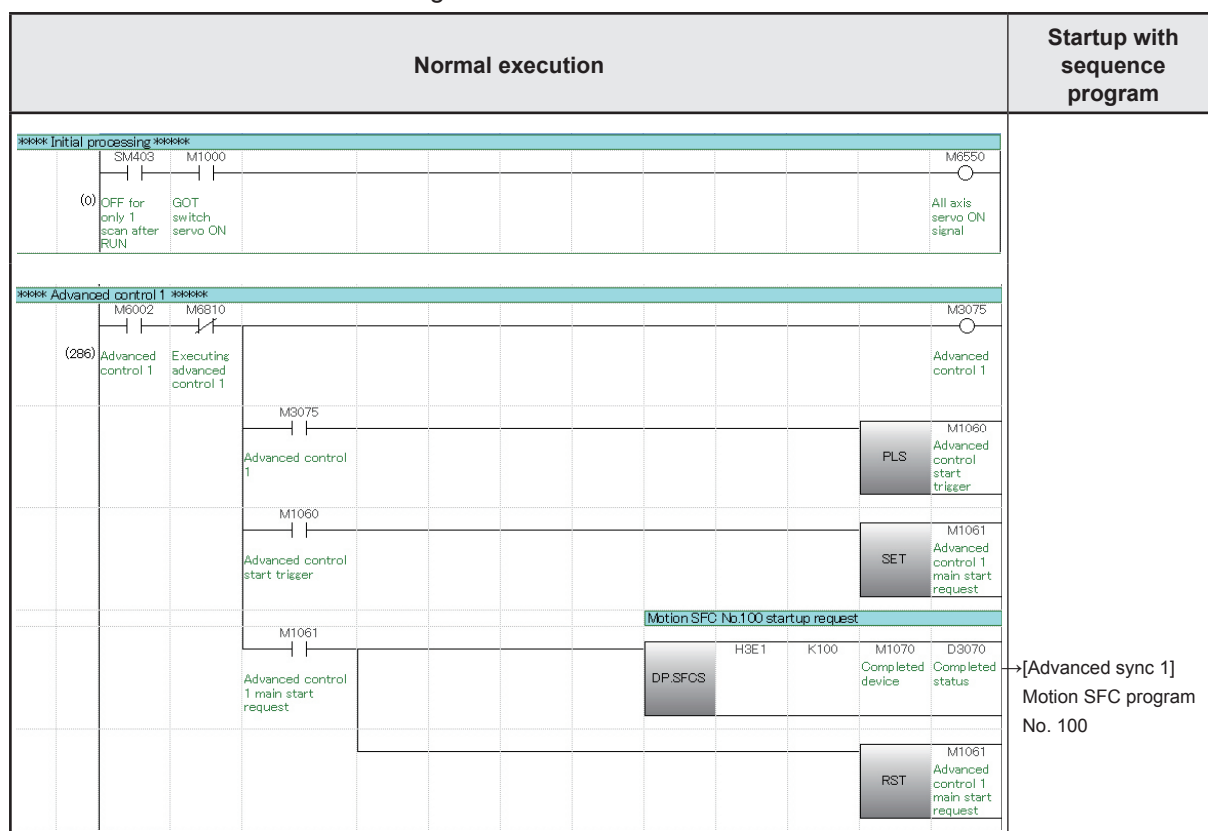 Normal execution
Startup with
sequence
program
***** Initial processing *****
SM403 M1000 M6550
(0) OFF for
only 1
scan after
RUN
GOT
switch
servo ON
All axis
servo ON
signal
***** Advanced control 1 *****
M6002 M6810 M3075
(286) Advanced
control 1
Executing
advanced
control 1
Advanced
control 1
M3075
Advanced control
1
PLS
M1060
Advanced
control
start
trigger
M1060
Advanced control
start trigger
SET
M1061
Advanced
control 1
main start
request
Motion SFC No.100 startup request
M1061
Advanced control
1 main start
request
DP.SFCS
H3E1 K100 M1070 D3070
Completed
device
Completed
status
→[Advanced sync 1]
Motion SFC program
No. 100
RST
M1061
Advanced
control 1
main start
request